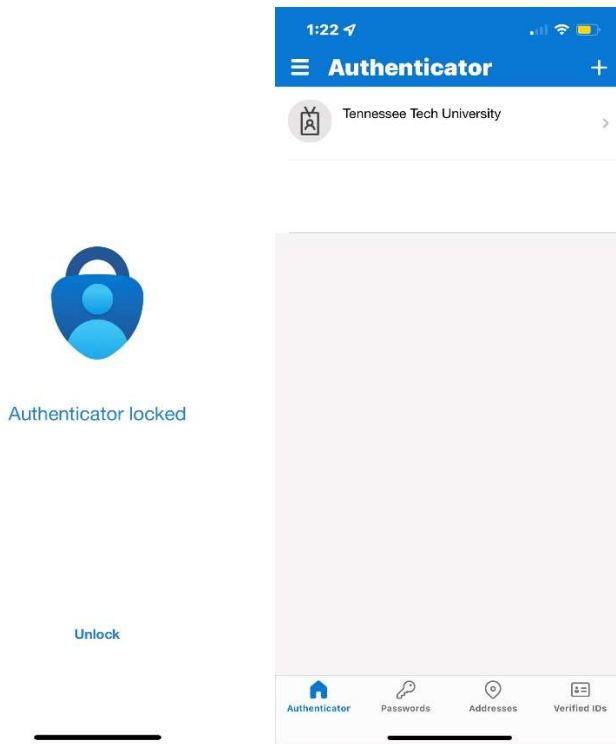 Authenticator locked
Unlock
1:22
Authenticator
Tennessee Tech University
Authenticator
Passwords
Addresses
Verified IDs